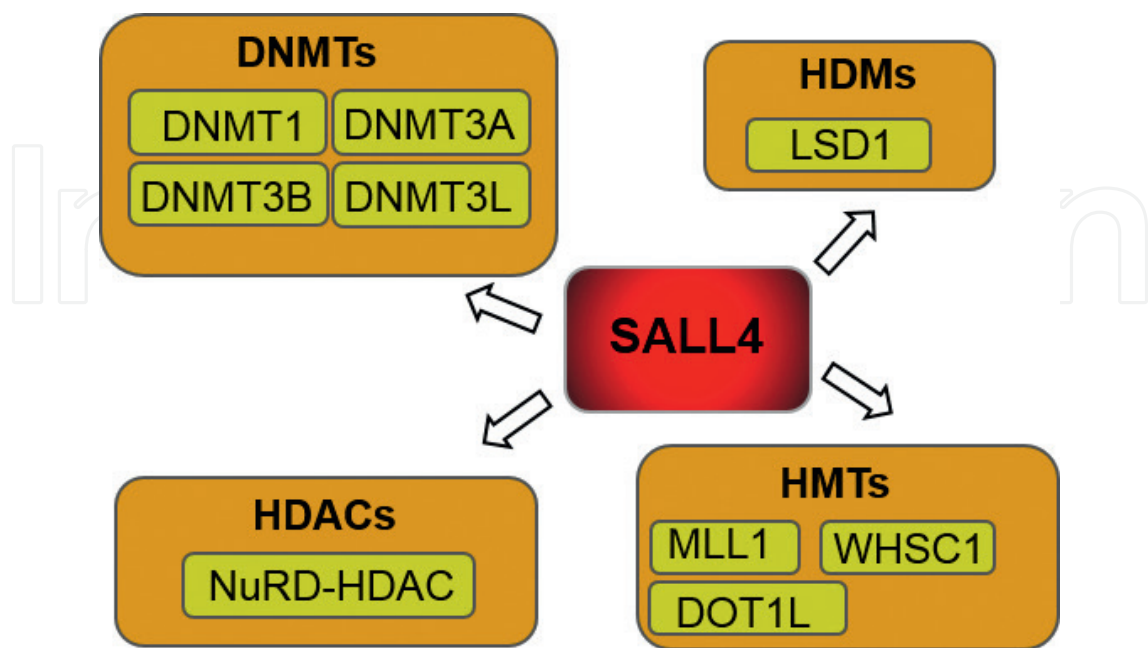 DNMTs
DNMT1 DNMT3A
DNMT3B DNMT3L
HDMs
LSD1
SALL4
HDACs
NuRD-HDAC
HMTs
MLL1 WHSC1
DOT1L